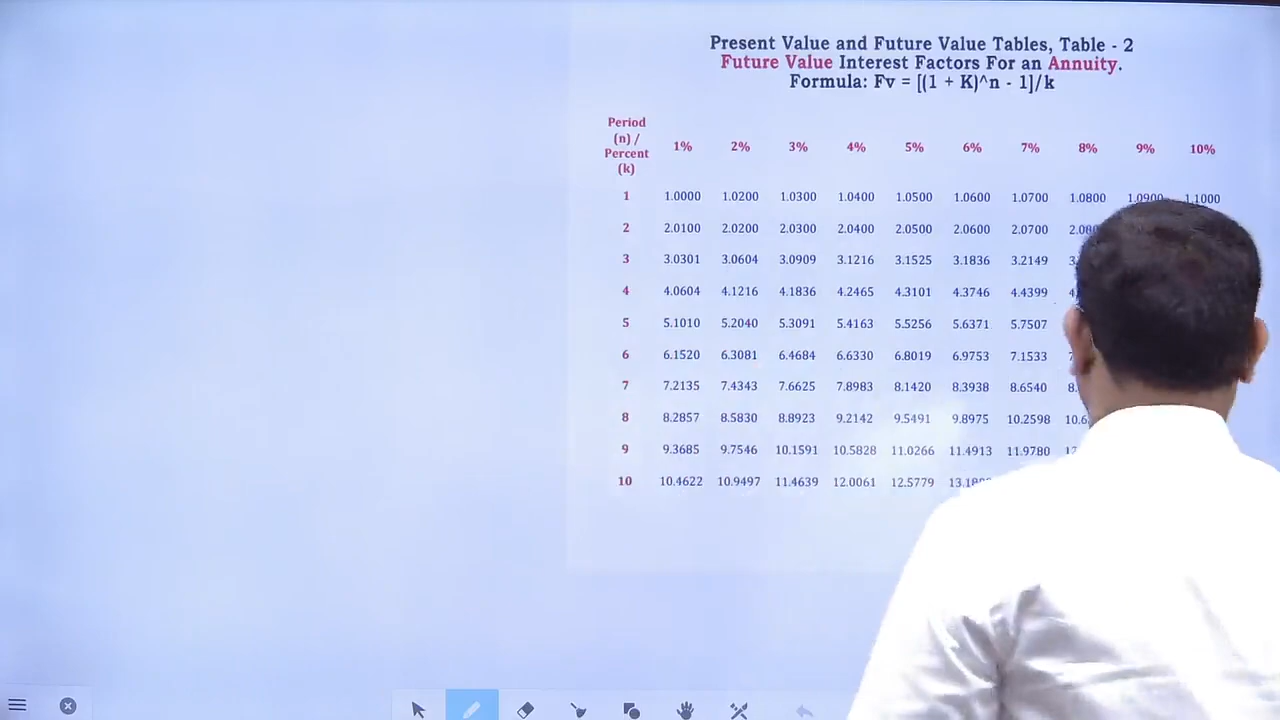 Present Value and Future Value Tables, Table - 2
Future Value Interest Factors For an Annuity.
Formula: Fv = [(1 + K)^n - 1]/k
Period
(n) /
Percent
(k)
1% 2% 3% 4% 5% 6% 7% 8% 9% 10%
1 1.0000 1.0200 1.0300 1.0400 1.0500 1.0600 1.0700 1.0800 1.0900 1.1000
2 2.0100 2.0200 2.0300 2.0400 2.0500 2.0600 2.0700
3 3.0301 3.0604 3.0909 3.1216 3.1525 3.1836 3.2149
4 4.0604 4.1216 4.1836 4.2465 4.3101 4.3746 4.4399
5 5.1010 5.2040 5.3091 5.4163 5.5256 5.6371 5.7507
6 6.1520 6.3081 6.4684 6.6330 6.8019 6.9753 7.1533
7 7.2135 7.4343 7.6625 7.8983 8.1420 8.3938 8.6540
8 8.2857 8.5830 8.8923 9.2142 9.5491 9.8975 10.2598
9 9.3685 9.7546 10.1591 10.5828 11.0266 11.4913 11.9780
10 10.4622 10.9497 11.4639 12.0061 12.5779